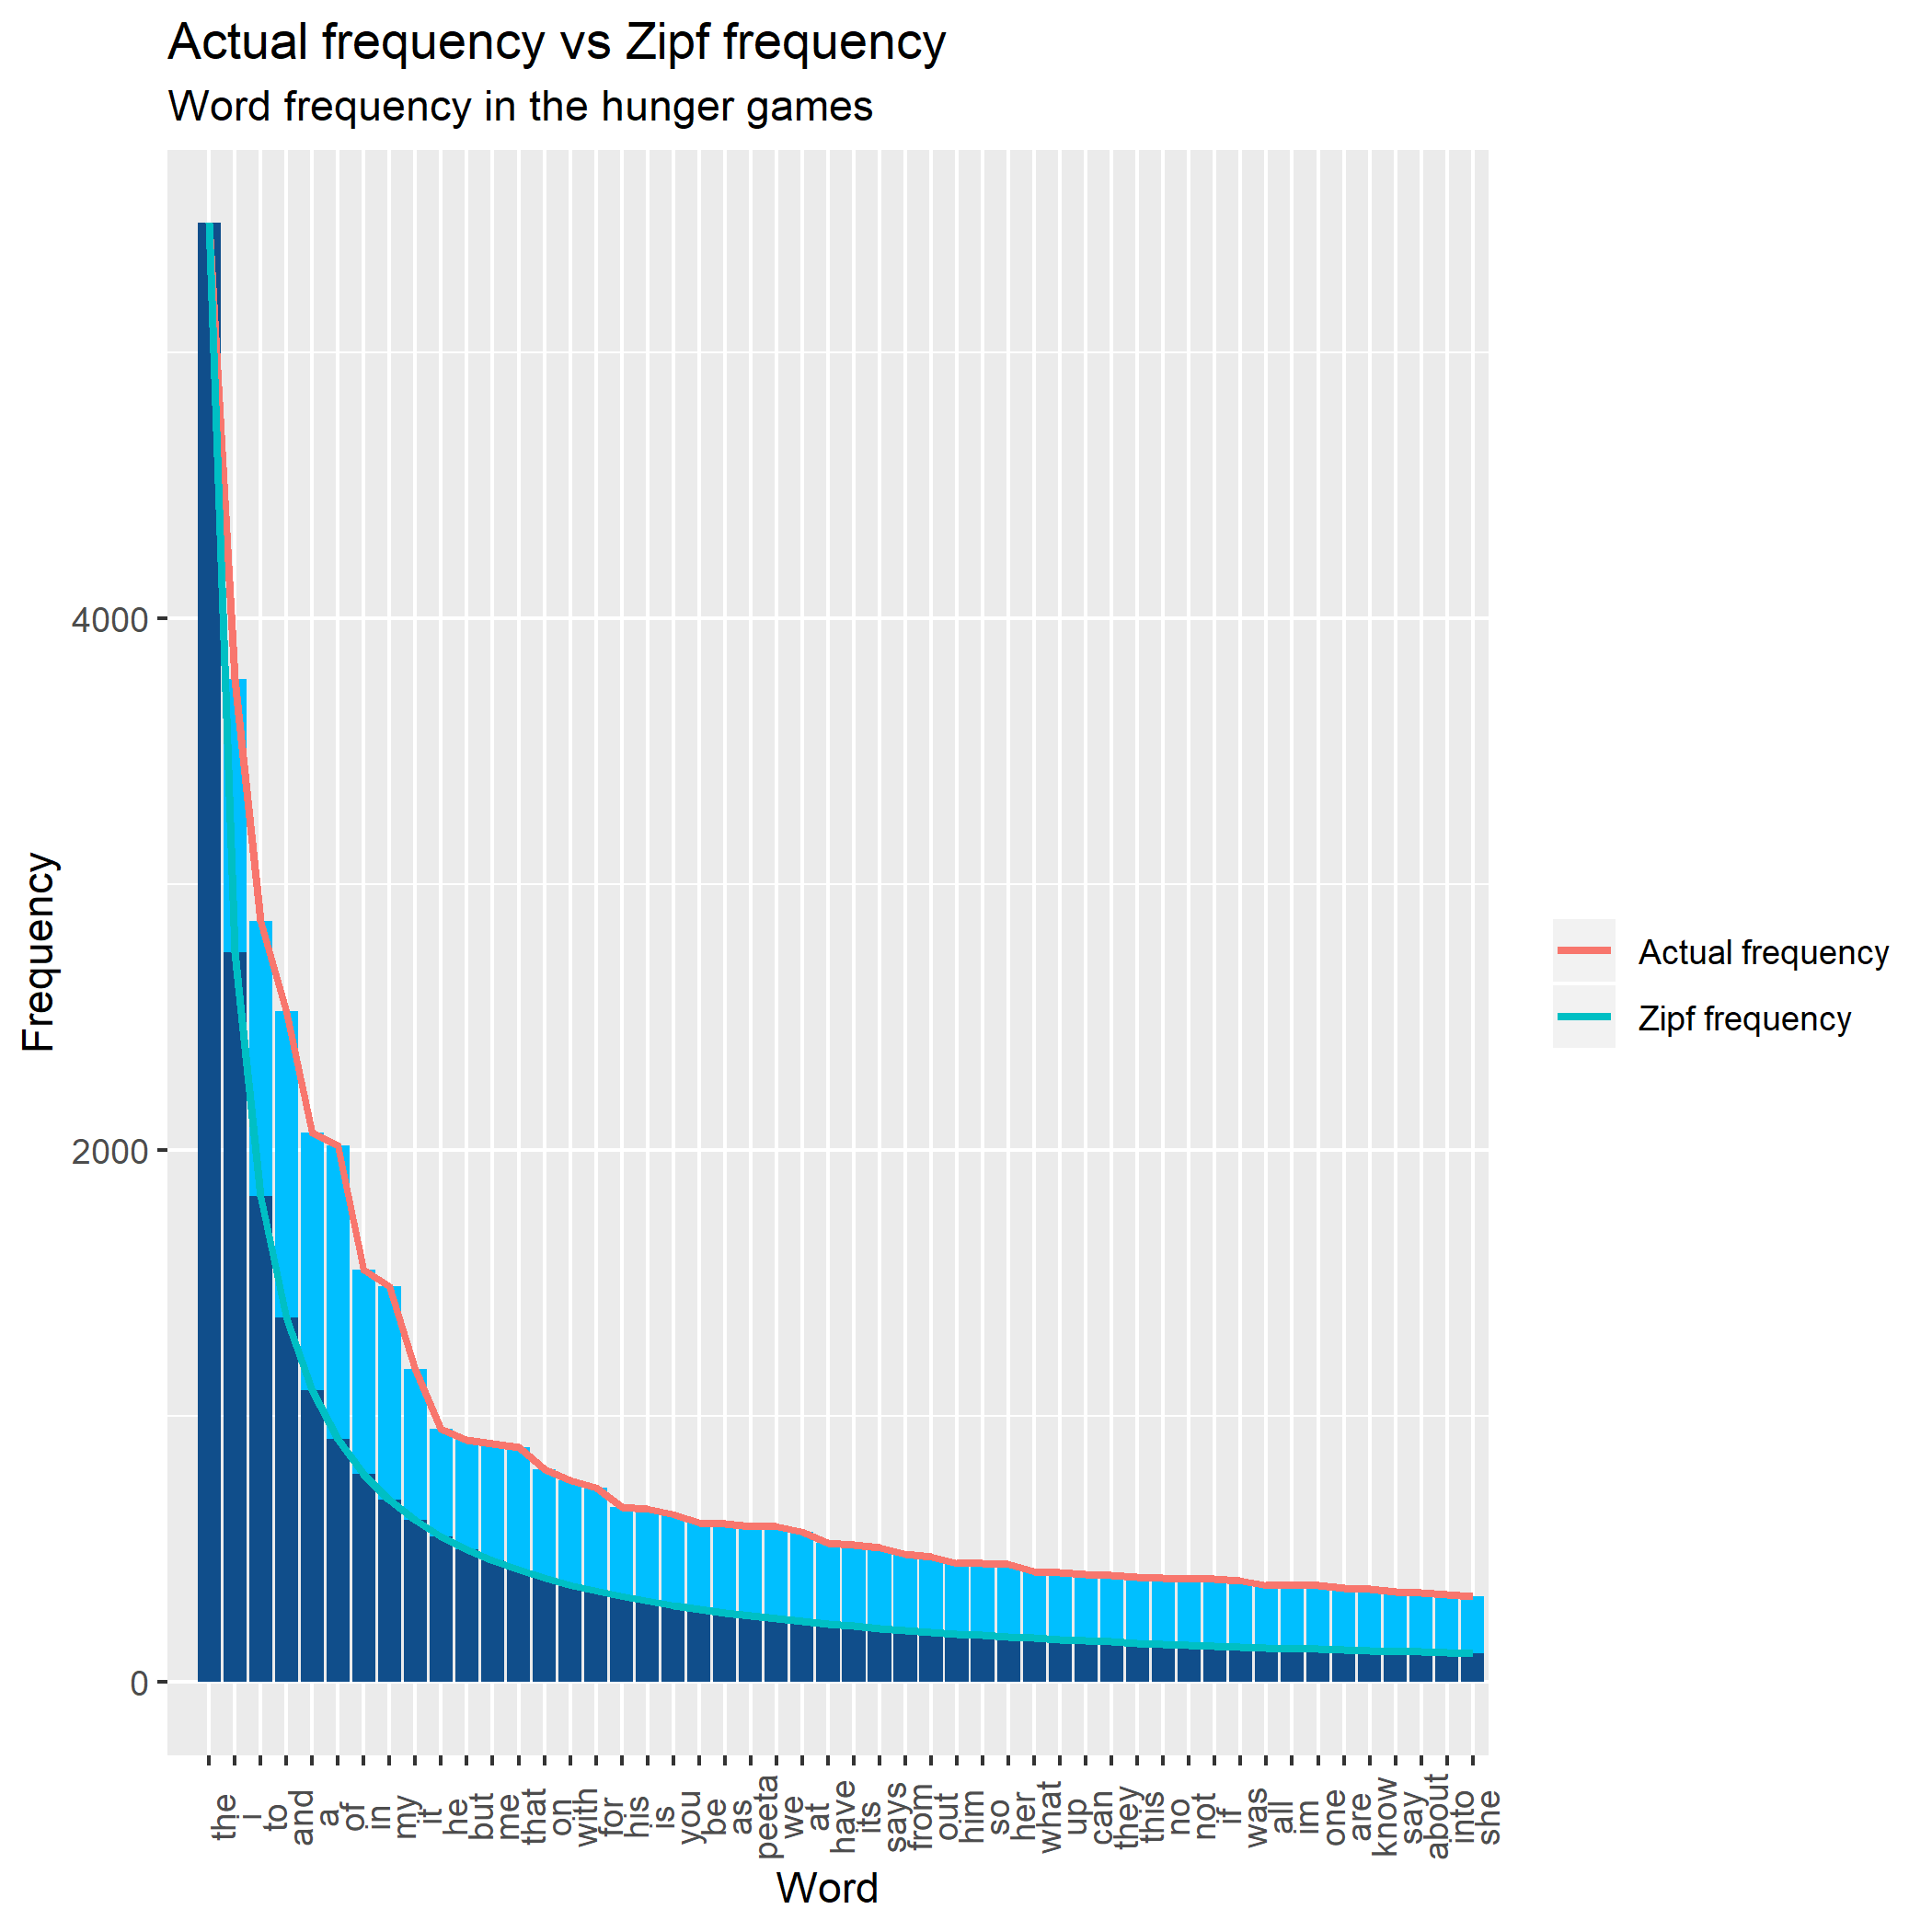 Actual frequency vs Zipf frequency
Word frequency in the hunger games
Frequency
4000
2000
0
the
i
to
and
a
of
in
my
it
he
but
me
that
on
with
for
his
is
you
be
as
peeta
we
at
have
its
says
from
out
him
so
her
what
up
can
they
this
no
not
if
was
all
im
one
are
know
say
about
into
she
Word
Actual frequency
Zipf frequency